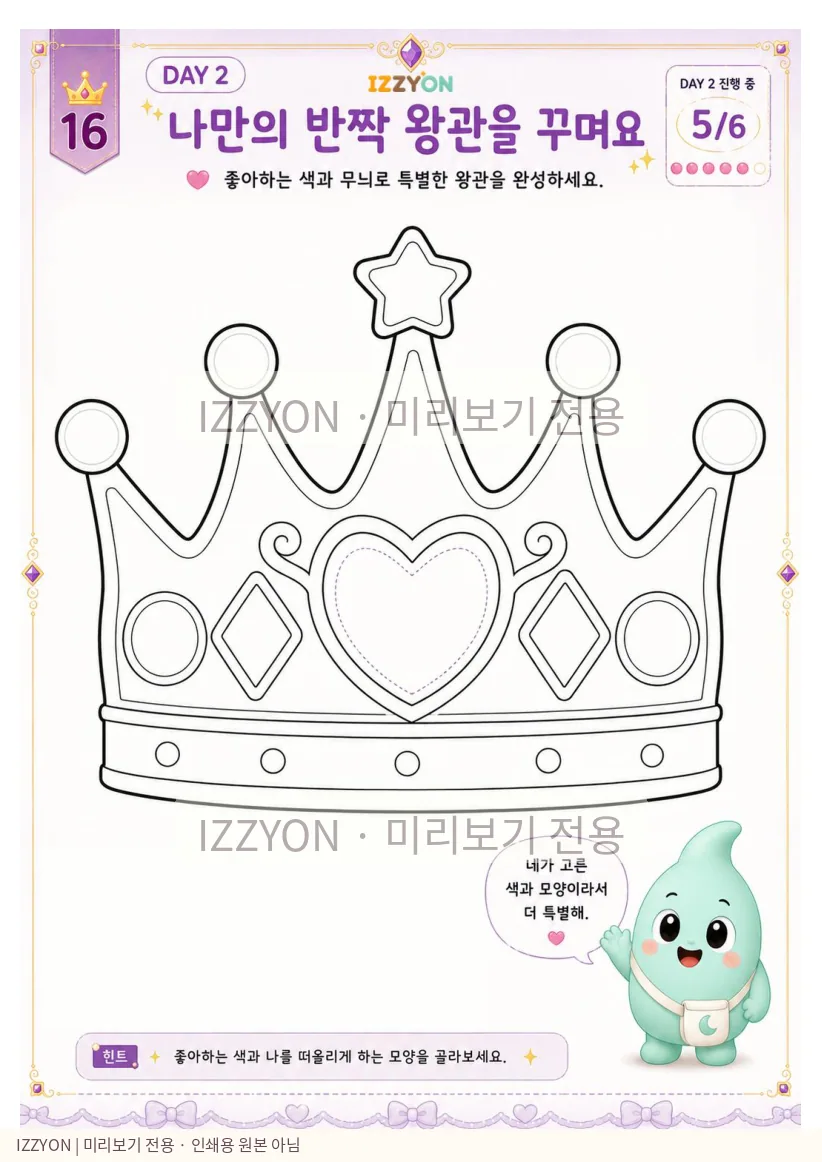 DAY 2
IZZYON
DAY 2 진행 중
16
나만의 반짝 왕관을 꾸며요
5/6
좋아하는 색과 무늬로 특별한 왕관을 완성하세요.
IZZYON · 미리보기 전용
IZZYON · 미리보기 전용
네가 고른
색과 모양이라서
더 특별해.
힌트 좋아하는 색과 나를 떠올리게 하는 모양을 골라보세요.
IZZYON | 미리보기 전용 · 인쇄용 원본 아님